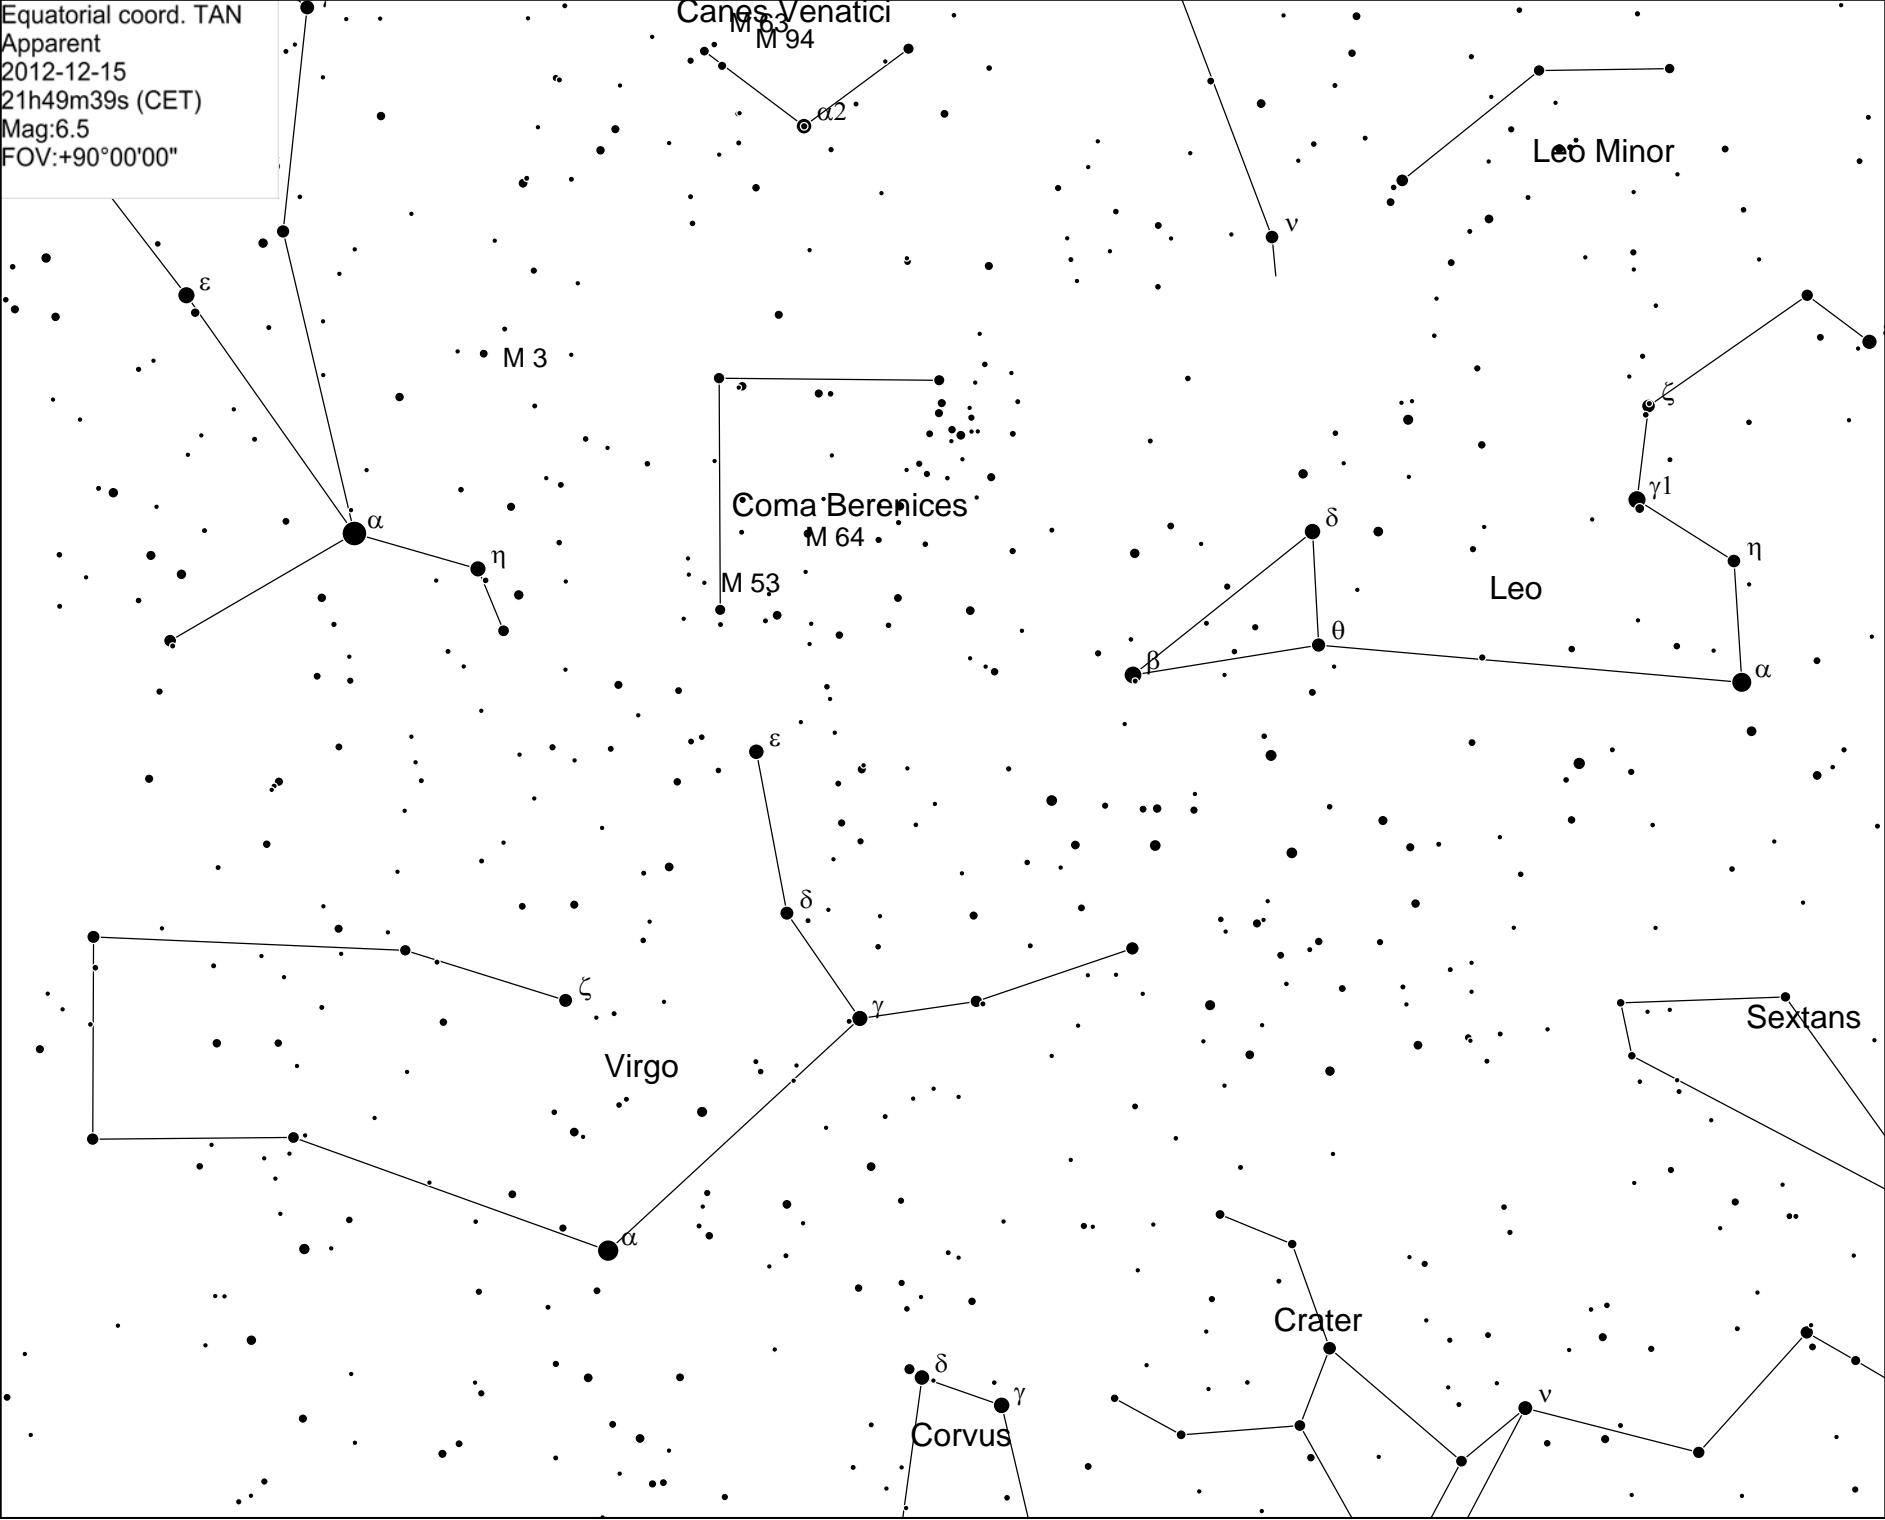 Equatorial coord. TAN
Apparent
2012-12-15
21h49m39s (CET)
Mag:6.5
FOV:+90°00'00"
Canes Venatici
M 63
M 94
α2
Leo Minor
ν
ε
M 3
ζ
γ1
Coma Berenices
M 64
α
δ
η
η
M 53
Leo
θ
β
α
ε
δ
ζ
γ
Sextans
Virgo
α
Crater
δ
γ
ν
Corvus